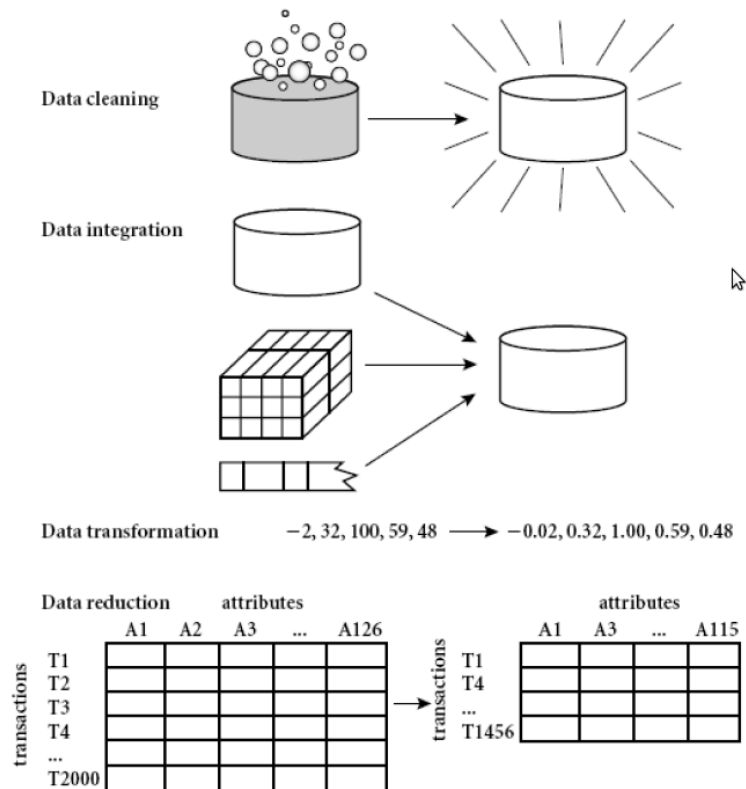 Data cleaning
Data integration
Data transformation −2, 32, 100, 59, 48 −0.02, 0.32, 1.00, 0.59, 0.48
Data reduction attributes attributes
A1 A2 A3 ... A126 A1 A3 ... A115
transactions
T1
T2
T3
T4
...
T2000
transactions
T1
T4
...
T1456